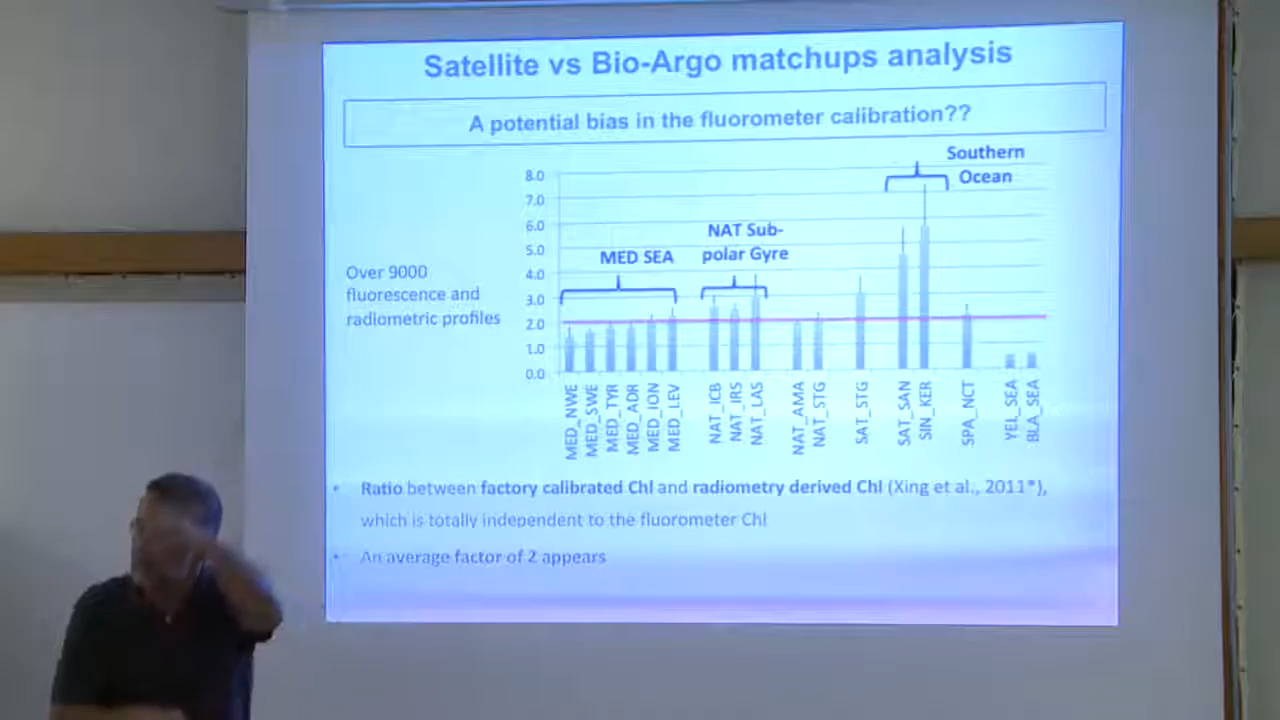 Satellite vs Bio-Argo matchups analysis
A potential bias in the fluorometer calibration??
Southern
Ocean
NAT Sub-
polar Gyre
MED SEA
Over 9000
fluorescence and
radiometric profiles
8.0
7.0
6.0
5.0
4.0
3.0
2.0
1.0
0.0
MED_NWE
MED_SWE
MED_TYR
MED_ADR
MED_ION
MED_LEV
NAT_ICB
NAT_IRS
NAT_LAS
NAT_AMA
NAT_STG
SAT_STG
SAT_SAN
SIN_KER
SPA_NCT
YEL_SEA
BLA_SEA
• Ratio between factory calibrated Chl and radiometry derived Chl (Xing et al., 2011*),
which is totally independent to the fluorometer Chl
• An average factor of 2 appears